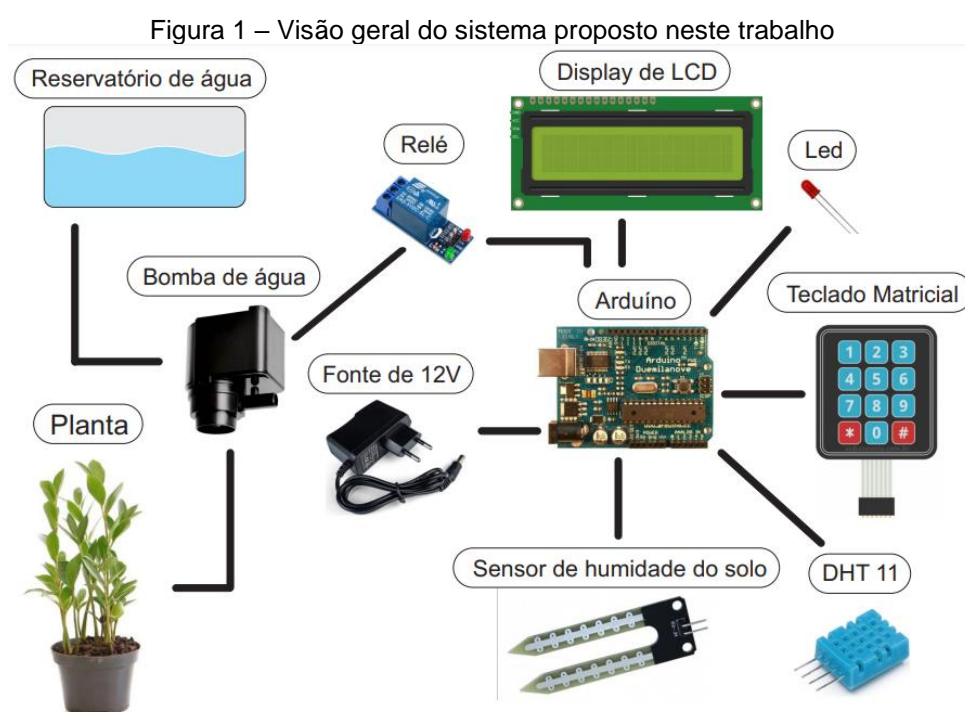 Figura 1 – Visão geral do sistema proposto neste trabalho
Reservatório de água
Display de LCD
Relé
Led
Bomba de água
Arduíno
Teclado Matricial
Fonte de 12V
Planta
Arduino
Duemilanove
1 2 3
4 5 6
7 8 9
* 0 #
Sensor de humidade do solo
DHT 11